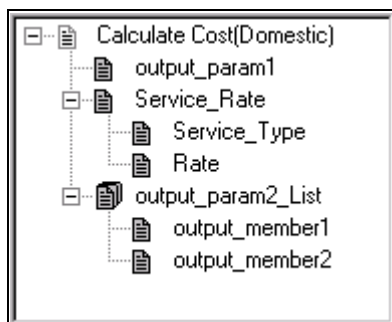 Calculate Cost(Domestic)
output_param1
Service_Rate
Service_Type
Rate
output_param2_List
output_member1
output_member2